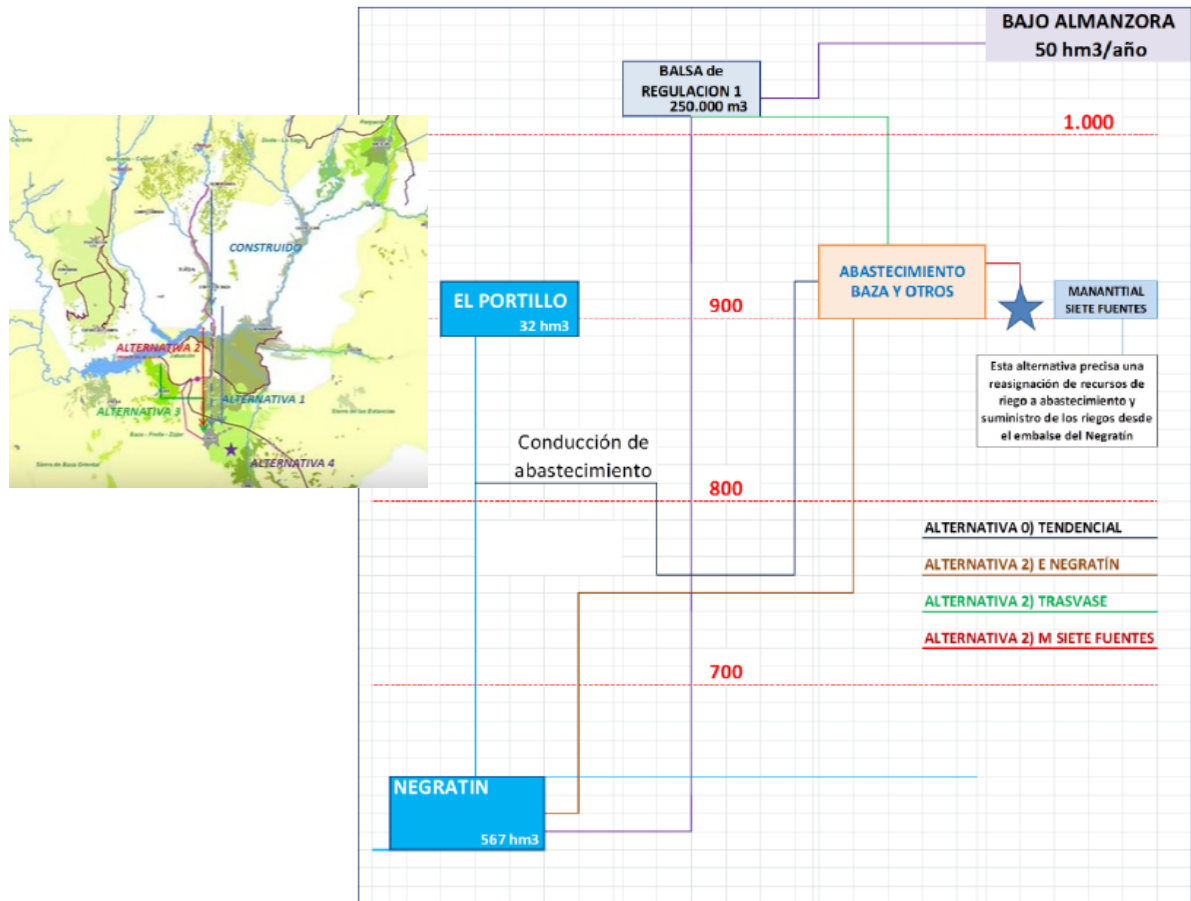 BAJO ALMANZORA
50 hm3/año
BALSA de
REGULACION 1
250.000 m3
1.000
CONSTRUIDO
ALTERNATIVA 2
ALTERNATIVA 1
ALTERNATIVA 3
ALTERNATIVA 4
EL PORTILLO
32 hm3
900
ABASTECIMIENTO
BAZA Y OTROS
MANANTTIAL
SIETE FUENTES
Esta alternativa precisa una
reasignación de recursos de
riego a abastecimiento y
suministro de los riegos desde
el embalse del Negratín
Conducción de
abastecimiento
800
ALTERNATIVA 0) TENDENCIAL
ALTERNATIVA 2) E NEGRATÍN
ALTERNATIVA 2) TRASVASE
ALTERNATIVA 2) M SIETE FUENTES
700
NEGRATIN
567 hm3